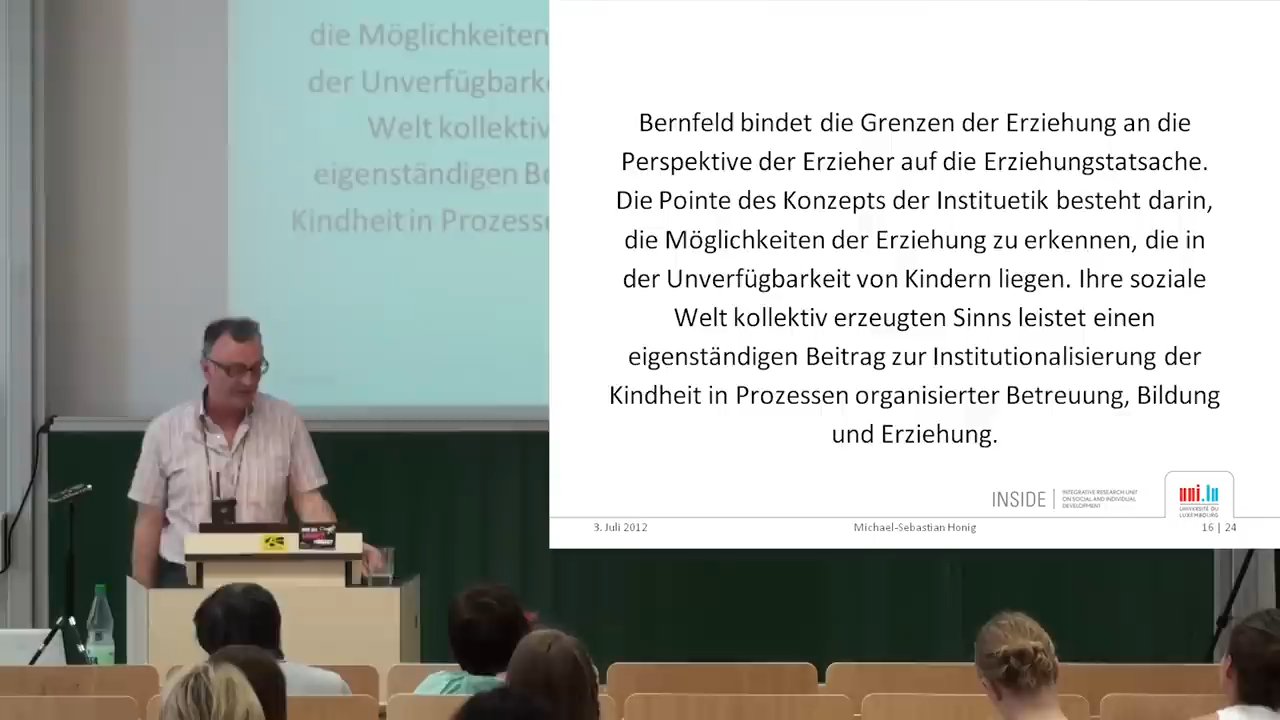 die Möglichkeiten
der Unverfügbark
Welt kollektiv
eigenständigen Be
Kindheit in Prozess
Bernfeld bindet die Grenzen der Erziehung an die
Perspektive der Erzieher auf die Erziehungstatsache.
Die Pointe des Konzepts der Instituetik besteht darin,
die Möglichkeiten der Erziehung zu erkennen, die in
der Unverfügbarkeit von Kindern liegen. Ihre soziale
Welt kollektiv erzeugten Sinns leistet einen
eigenständigen Beitrag zur Institutionalisierung der
Kindheit in Prozessen organisierter Betreuung, Bildung
und Erziehung.
INSIDE
INTEGRATIVE RESEARCH UNIT
ON SOCIAL AND INDIVIDUAL
DEVELOPMENT
uni.lu
UNIVERSITÉ DU
LUXEMBOURG
3. Juli 2012
Michael-Sebastian Honig
16 | 24